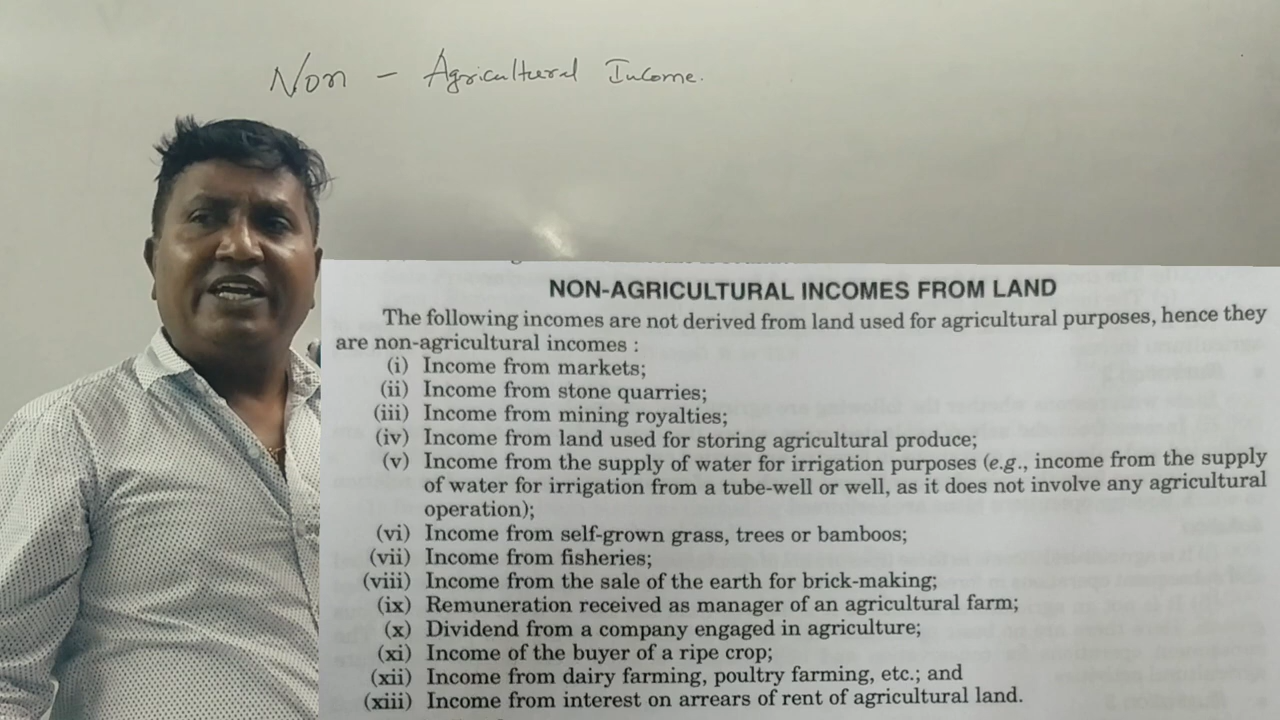 Non - Agricultural Income.
NON-AGRICULTURAL INCOMES FROM LAND
The following incomes are not derived from land used for agricultural purposes, hence they
are non-agricultural incomes :
(i) Income from markets;
(ii) Income from stone quarries;
(iii) Income from mining royalties;
(iv) Income from land used for storing agricultural produce;
(v) Income from the supply of water for irrigation purposes (e.g., income from the supply
of water for irrigation from a tube-well or well, as it does not involve any agricultural
operation);
(vi) Income from self-grown grass, trees or bamboos;
(vii) Income from fisheries;
(viii) Income from the sale of the earth for brick-making;
(ix) Remuneration received as manager of an agricultural farm;
(x) Dividend from a company engaged in agriculture;
(xi) Income of the buyer of a ripe crop;
(xii) Income from dairy farming, poultry farming, etc.; and
(xiii) Income from interest on arrears of rent of agricultural land.